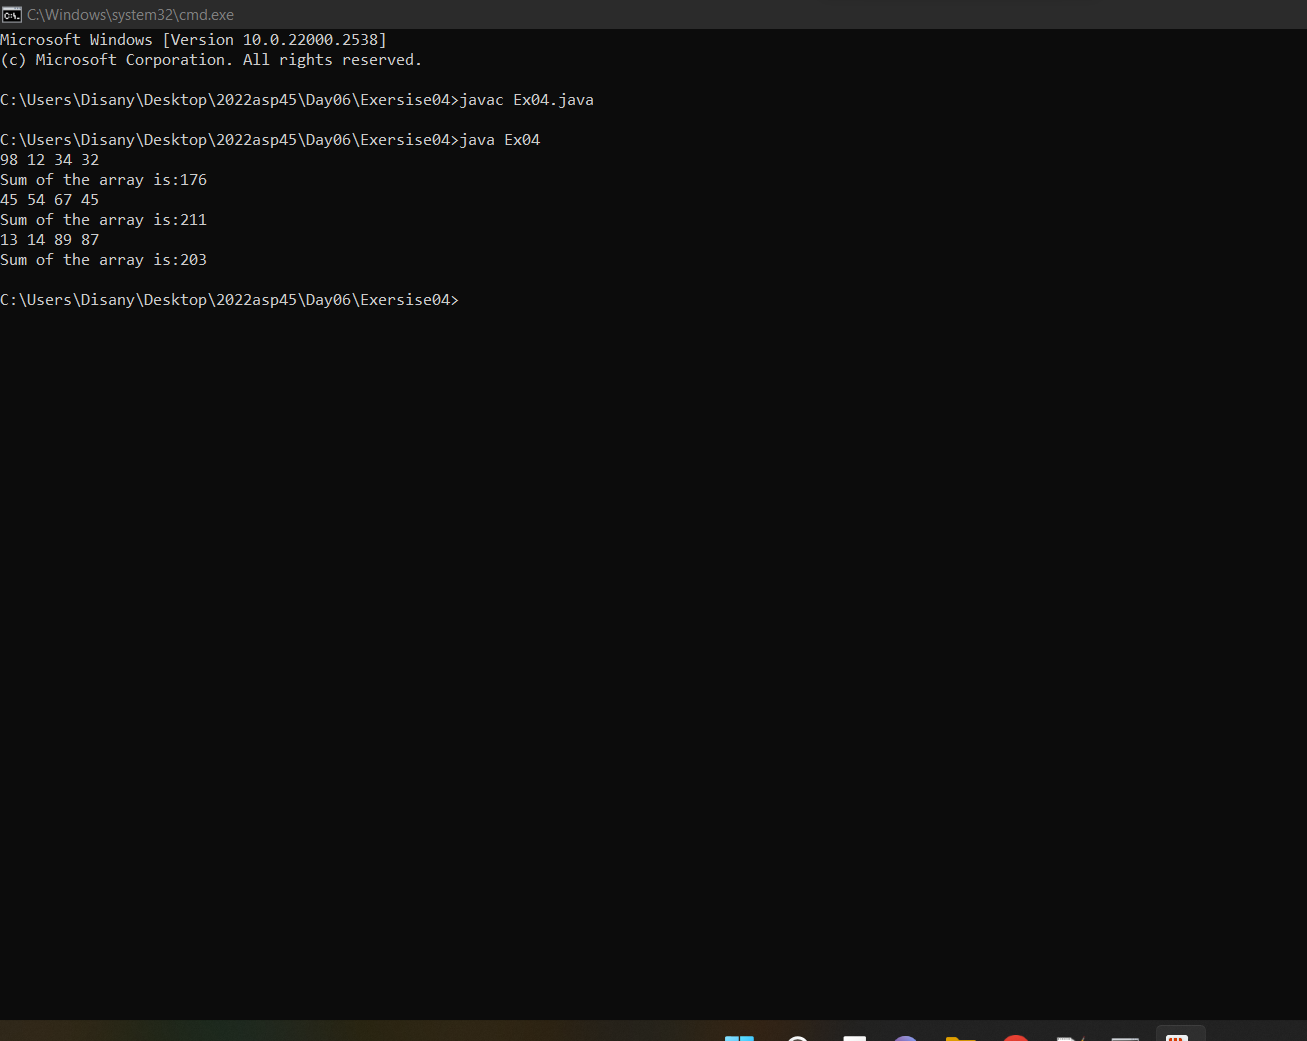 C:\Windows\system32\cmd.exe
Microsoft Windows [Version 10.0.22000.2538]
(c) Microsoft Corporation. All rights reserved.
C:\Users\Disany\Desktop\2022asp45\Day06\Exersise04>javac Ex04.java
C:\Users\Disany\Desktop\2022asp45\Day06\Exersise04>java Ex04
98 12 34 32
Sum of the array is:176
45 54 67 45
Sum of the array is:211
13 14 89 87
Sum of the array is:203
C:\Users\Disany\Desktop\2022asp45\Day06\Exersise04>